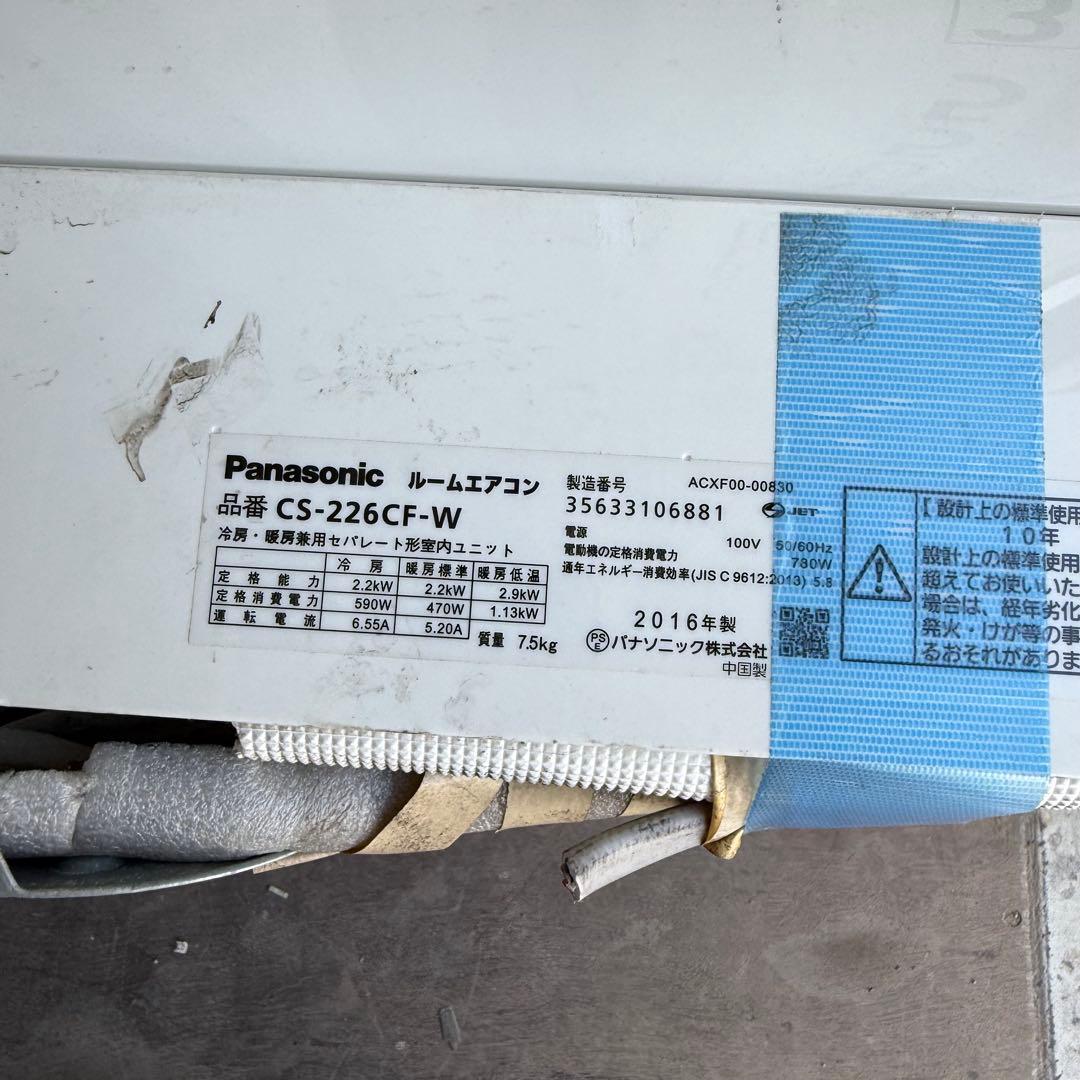 Panasonic ルームエアコン
品番 CS-226CF-W
冷房・暖房兼用セパレート形室内ユニット
冷房 暖房標準 暖房低温
定格能力 2.2kW 2.2kW 2.9kW
定格消費電力 590W 470W 1.13kW
運転電流 6.55A 5.20A
質量 7.5kg
製造番号 ACXF00-00830
35633106881
JET
電源 100V 50/60Hz
電動機の定格消費電力 780W
通年エネルギー消費効率(JIS C 9612:2013) 5.8
2016年製
PSE パナソニック株式会社
中国製
【設計上の標準使用
10年
設計上の標準使用
超えてお使いいた
場合は、経年劣化
発火・けが等の事
るおそれがありま